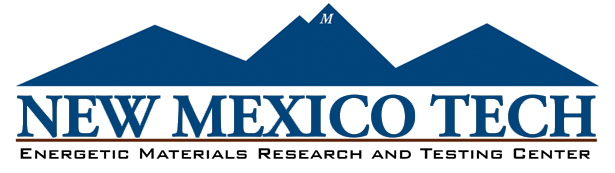 M
NEW MEXICO TECH
ENERGETIC MATERIALS RESEARCH AND TESTING CENTER